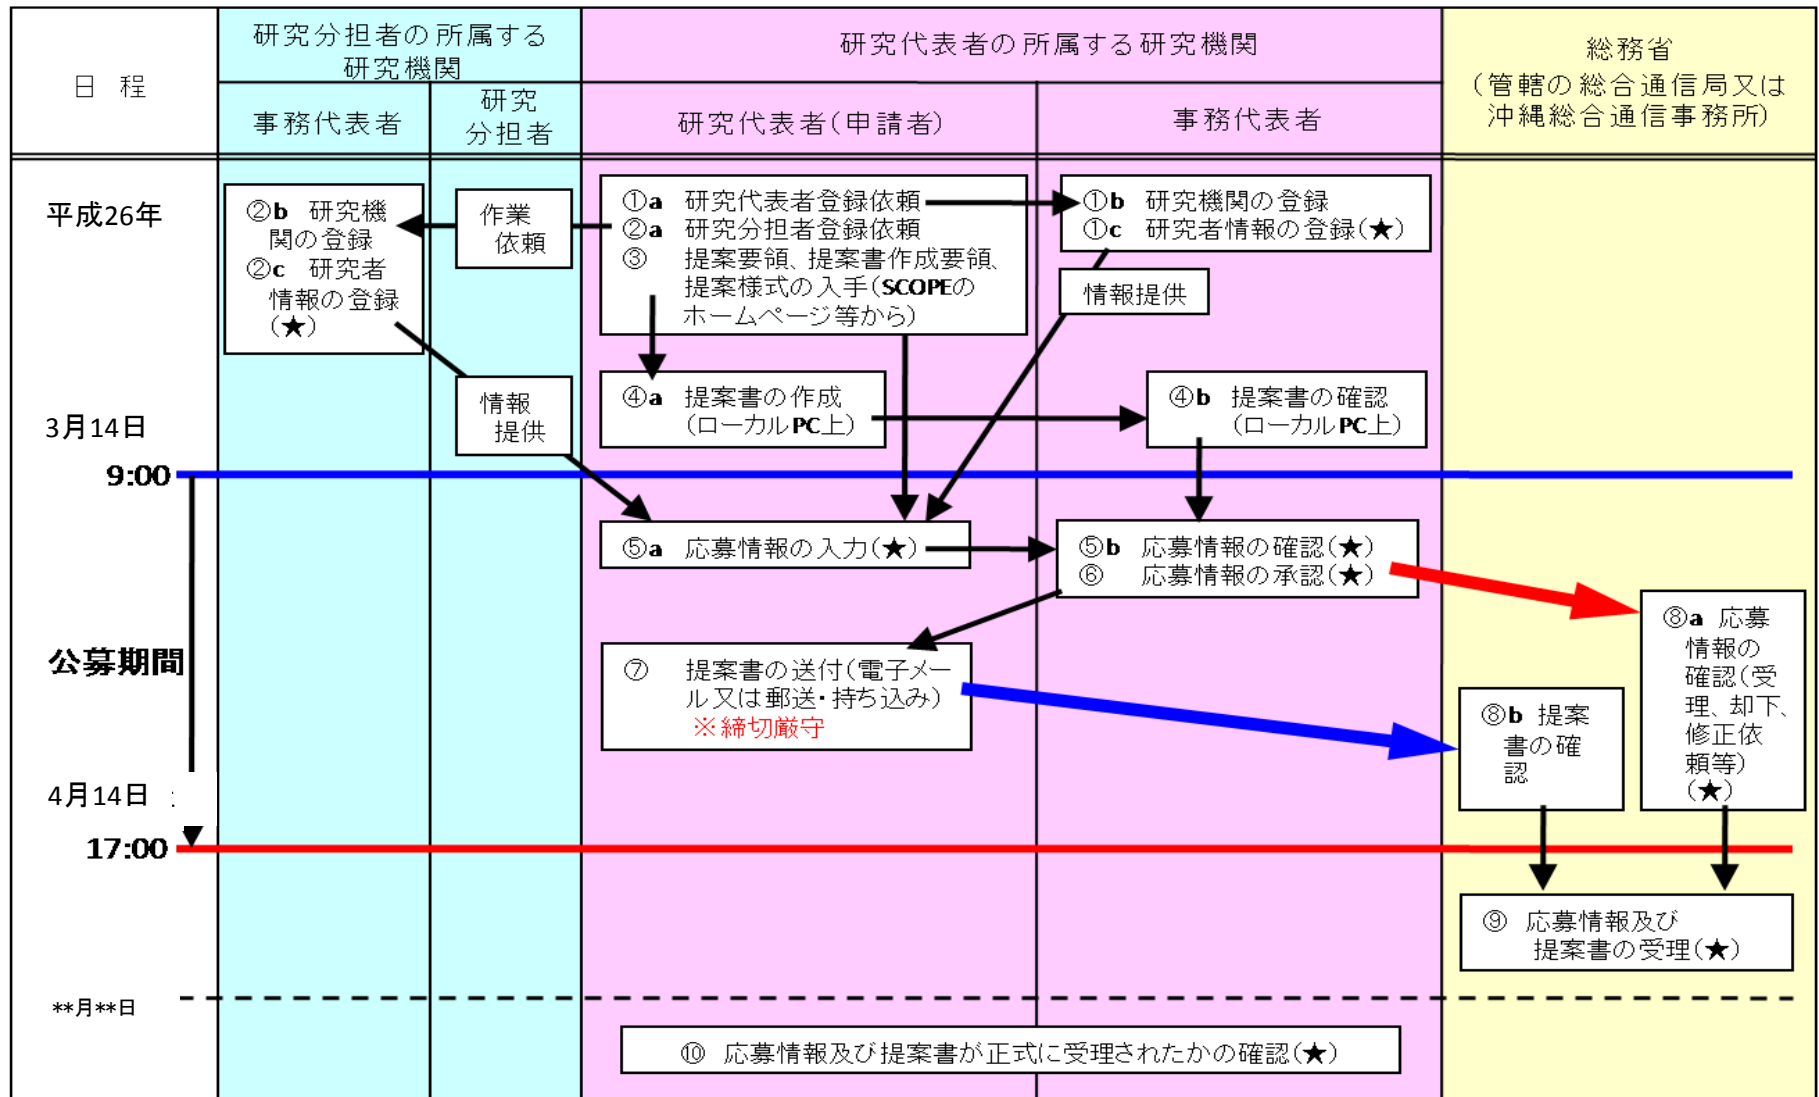 日 程
研究分担者の所属する
研究機関
事務代表者
研究
分担者
研究代表者の所属する研究機関
研究代表者(申請者)
事務代表者
総務省
(管轄の総合通信局又は
沖縄総合通信事務所)
平成26年
②b 研究機
関の登録
②c 研究者
情報の登録
(★)
作業
依頼
①a 研究代表者登録依頼
②a 研究分担者登録依頼
③ 提案要領、提案書作成要領、
提案様式の入手(SCOPEの
ホームページ等から)
①b 研究機関の登録
①c 研究者情報の登録(★)
情報提供
情報
提供
④a 提案書の作成
(ローカルPC上)
④b 提案書の確認
(ローカルPC上)
3月14日
9:00
⑤a 応募情報の入力(★)
⑤b 応募情報の確認(★)
⑥ 応募情報の承認(★)
公募期間
⑦ 提案書の送付(電子メー
ル又は郵送・持ち込み)
※締切厳守
⑧a 応募
情報の
確認(受
理、却下、
修正依
頼等)
(★)
⑧b 提案
書の確
認
4月14日 :
17:00
⑨ 応募情報及び
提案書の受理(★)
**月**日
⑩ 応募情報及び提案書が正式に受理されたかの確認(★)